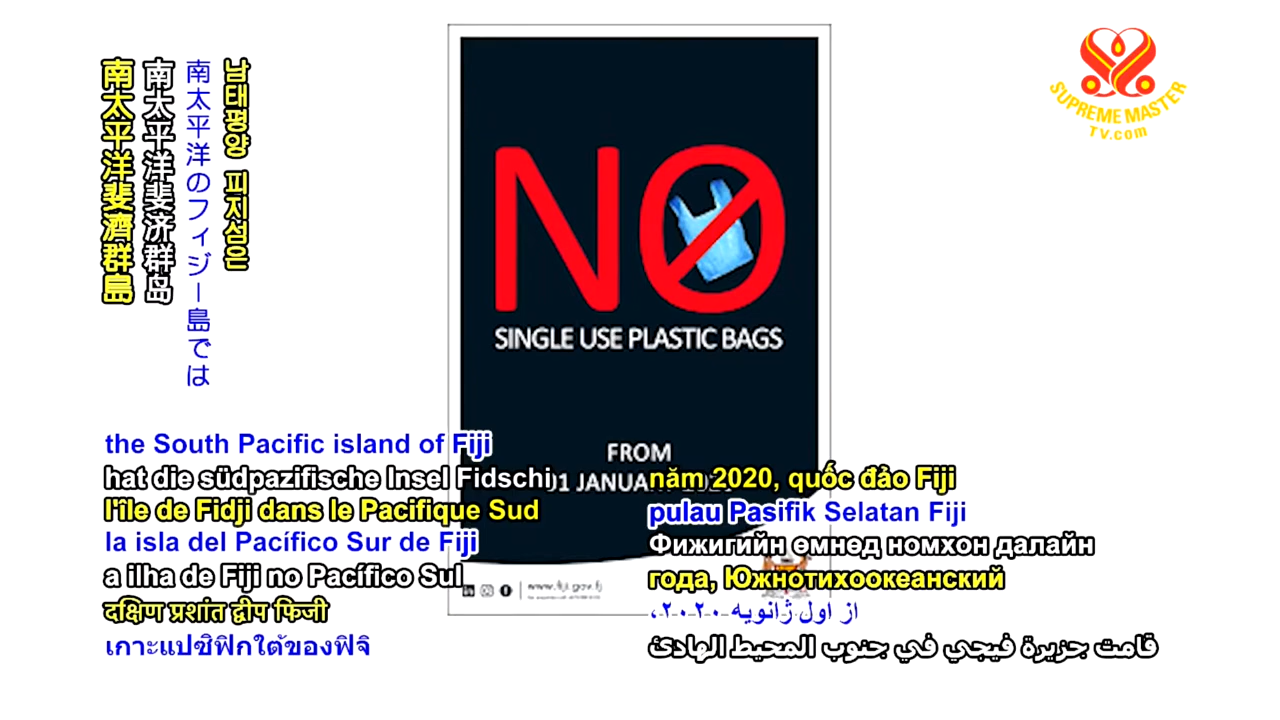 南太平洋斐濟群島
南太平洋斐济群岛
南太平洋のフィジー島では
남태평양 피지섬은
SUPREME MASTER
TV.com
NO
SINGLE USE PLASTIC BAGS
FROM
01 JANUARY
the South Pacific island of Fiji
hat die südpazifische Insel Fidschi
l'île de Fidji dans le Pacifique Sud
la isla del Pacífico Sur de Fiji
a ilha de Fiji no Pacífico Sul
दक्षिण प्रशांत द्वीप फिजी
เกาะแปซิฟิกใต้ของฟิจิ
năm 2020, quốc đảo Fiji
pulau Pasifik Selatan Fiji
Фижигийн өмнөд номхон далайн
года, Южнотихоокеанский
از اول ژانویه ۲۰۲۰،
قامت جزيرة فيجي في جنوب المحيط الهادئ
www.fiji.gov.fj